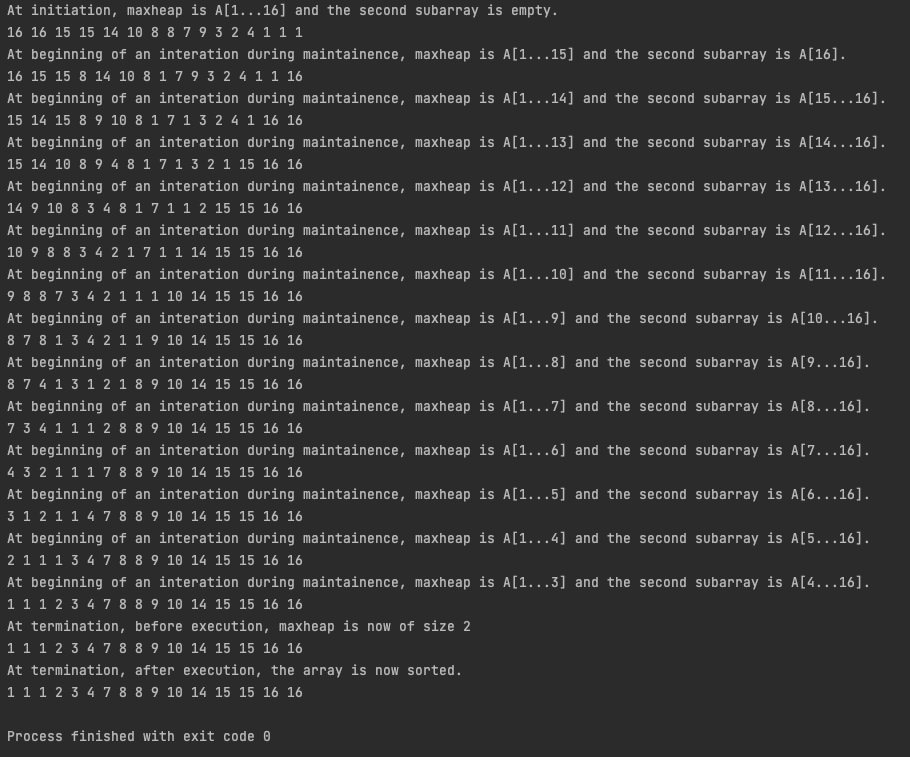 At initiation, maxheap is A[1...16] and the second subarray is empty.
16 16 15 15 14 10 8 8 7 9 3 2 4 1 1 1
At beginning of an interation during maintainence, maxheap is A[1...15] and the second subarray is A[16].
16 15 15 8 14 10 8 1 7 9 3 2 4 1 1 16
At beginning of an interation during maintainence, maxheap is A[1...14] and the second subarray is A[15...16].
15 14 15 8 9 10 8 1 7 1 3 2 4 1 16 16
At beginning of an interation during maintainence, maxheap is A[1...13] and the second subarray is A[14...16].
15 14 10 8 9 4 8 1 7 1 3 2 1 15 16 16
At beginning of an interation during maintainence, maxheap is A[1...12] and the second subarray is A[13...16].
14 9 10 8 3 4 8 1 7 1 1 2 15 15 16 16
At beginning of an interation during maintainence, maxheap is A[1...11] and the second subarray is A[12...16].
10 9 8 8 3 4 2 1 7 1 1 14 15 15 16 16
At beginning of an interation during maintainence, maxheap is A[1...10] and the second subarray is A[11...16].
9 8 8 7 3 4 2 1 1 1 10 14 15 15 16 16
At beginning of an interation during maintainence, maxheap is A[1...9] and the second subarray is A[10...16].
8 7 8 1 3 4 2 1 1 9 10 14 15 15 16 16
At beginning of an interation during maintainence, maxheap is A[1...8] and the second subarray is A[9...16].
8 7 4 1 3 1 2 1 8 9 10 14 15 15 16 16
At beginning of an interation during maintainence, maxheap is A[1...7] and the second subarray is A[8...16].
7 3 4 1 1 1 2 8 8 9 10 14 15 15 16 16
At beginning of an interation during maintainence, maxheap is A[1...6] and the second subarray is A[7...16].
4 3 2 1 1 1 7 8 8 9 10 14 15 15 16 16
At beginning of an interation during maintainence, maxheap is A[1...5] and the second subarray is A[6...16].
3 1 2 1 1 4 7 8 8 9 10 14 15 15 16 16
At beginning of an interation during maintainence, maxheap is A[1...4] and the second subarray is A[5...16].
2 1 1 1 3 4 7 8 8 9 10 14 15 15 16 16
At beginning of an interation during maintainence, maxheap is A[1...3] and the second subarray is A[4...16].
1 1 1 2 3 4 7 8 8 9 10 14 15 15 16 16
At termination, before execution, maxheap is now of size 2
1 1 1 2 3 4 7 8 8 9 10 14 15 15 16 16
At termination, after execution, the array is now sorted.
1 1 1 2 3 4 7 8 8 9 10 14 15 15 16 16
Process finished with exit code 0